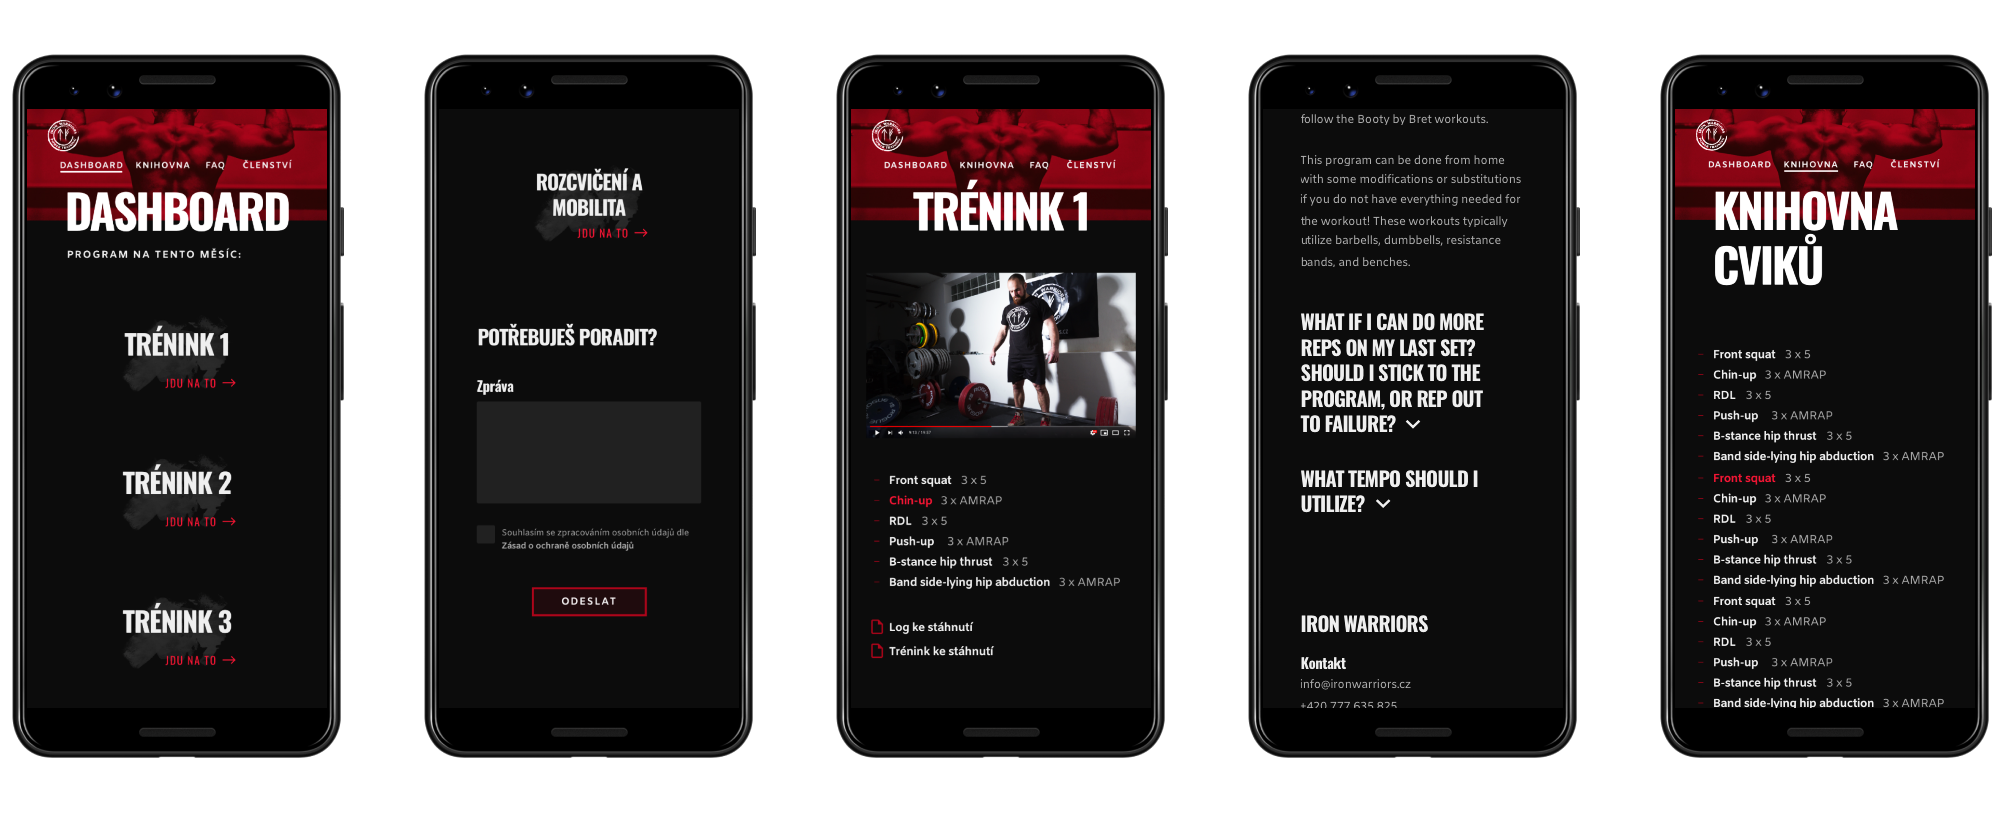 DASHBOARD KNIHOVNA FAQ ČLENSTVÍ
DASHBOARD
PROGRAM NA TENTO MĚSÍC:
TRÉNINK 1
JDU NA TO →
TRÉNINK 2
JDU NA TO →
TRÉNINK 3
JDU NA TO →
ROZCVIČENÍ A
MOBILITA
JDU NA TO →
POTŘEBUJEŠ PORADIT?
Zpráva
Souhlasím se zpracováním osobních údajů dle
Zásad o ochraně osobních údajů
ODESLAT
DASHBOARD KNIHOVNA FAQ ČLENSTVÍ
TRÉNINK 1
Front squat 3 x 5
Chin-up 3 x AMRAP
RDL 3 x 5
Push-up 3 x AMRAP
B-stance hip thrust 3 x 5
Band side-lying hip abduction 3 x AMRAP
Log ke stáhnutí
Trénink ke stáhnutí
follow the Booty by Bret workouts.
This program can be done from home
with some modifications or substitutions
if you do not have everything needed for
the workout! These workouts typically
utilize barbells, dumbbells, resistance
bands, and benches.
WHAT IF I CAN DO MORE
REPS ON MY LAST SET?
SHOULD I STICK TO THE
PROGRAM, OR REP OUT
TO FAILURE?
WHAT TEMPO SHOULD I
UTILIZE?
IRON WARRIORS
Kontakt
info@ironwarriors.cz
+420 777 635 825
DASHBOARD KNIHOVNA FAQ ČLENSTVÍ
KNIHOVNA
CVIKŮ
Front squat 3 x 5
Chin-up 3 x AMRAP
RDL 3 x 5
Push-up 3 x AMRAP
B-stance hip thrust 3 x 5
Band side-lying hip abduction 3 x AMRAP
Front squat 3 x 5
Chin-up 3 x AMRAP
RDL 3 x 5
Push-up 3 x AMRAP
B-stance hip thrust 3 x 5
Band side-lying hip abduction 3 x AMRAP
Front squat 3 x 5
Chin-up 3 x AMRAP
RDL 3 x 5
Push-up 3 x AMRAP
B-stance hip thrust 3 x 5
Band side-lying hip abduction 3 x AMRAP